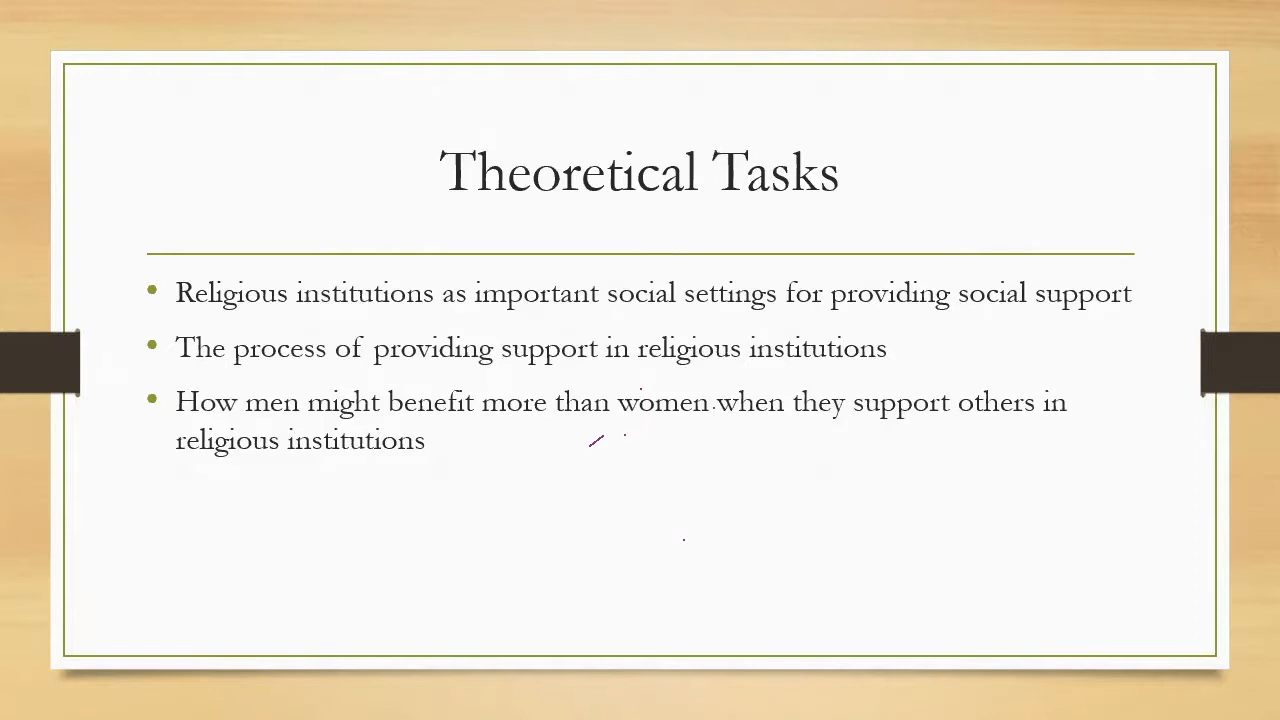 Theoretical Tasks
• Religious institutions as important social settings for providing social support
• The process of providing support in religious institutions
• How men might benefit more than women when they support others in
religious institutions